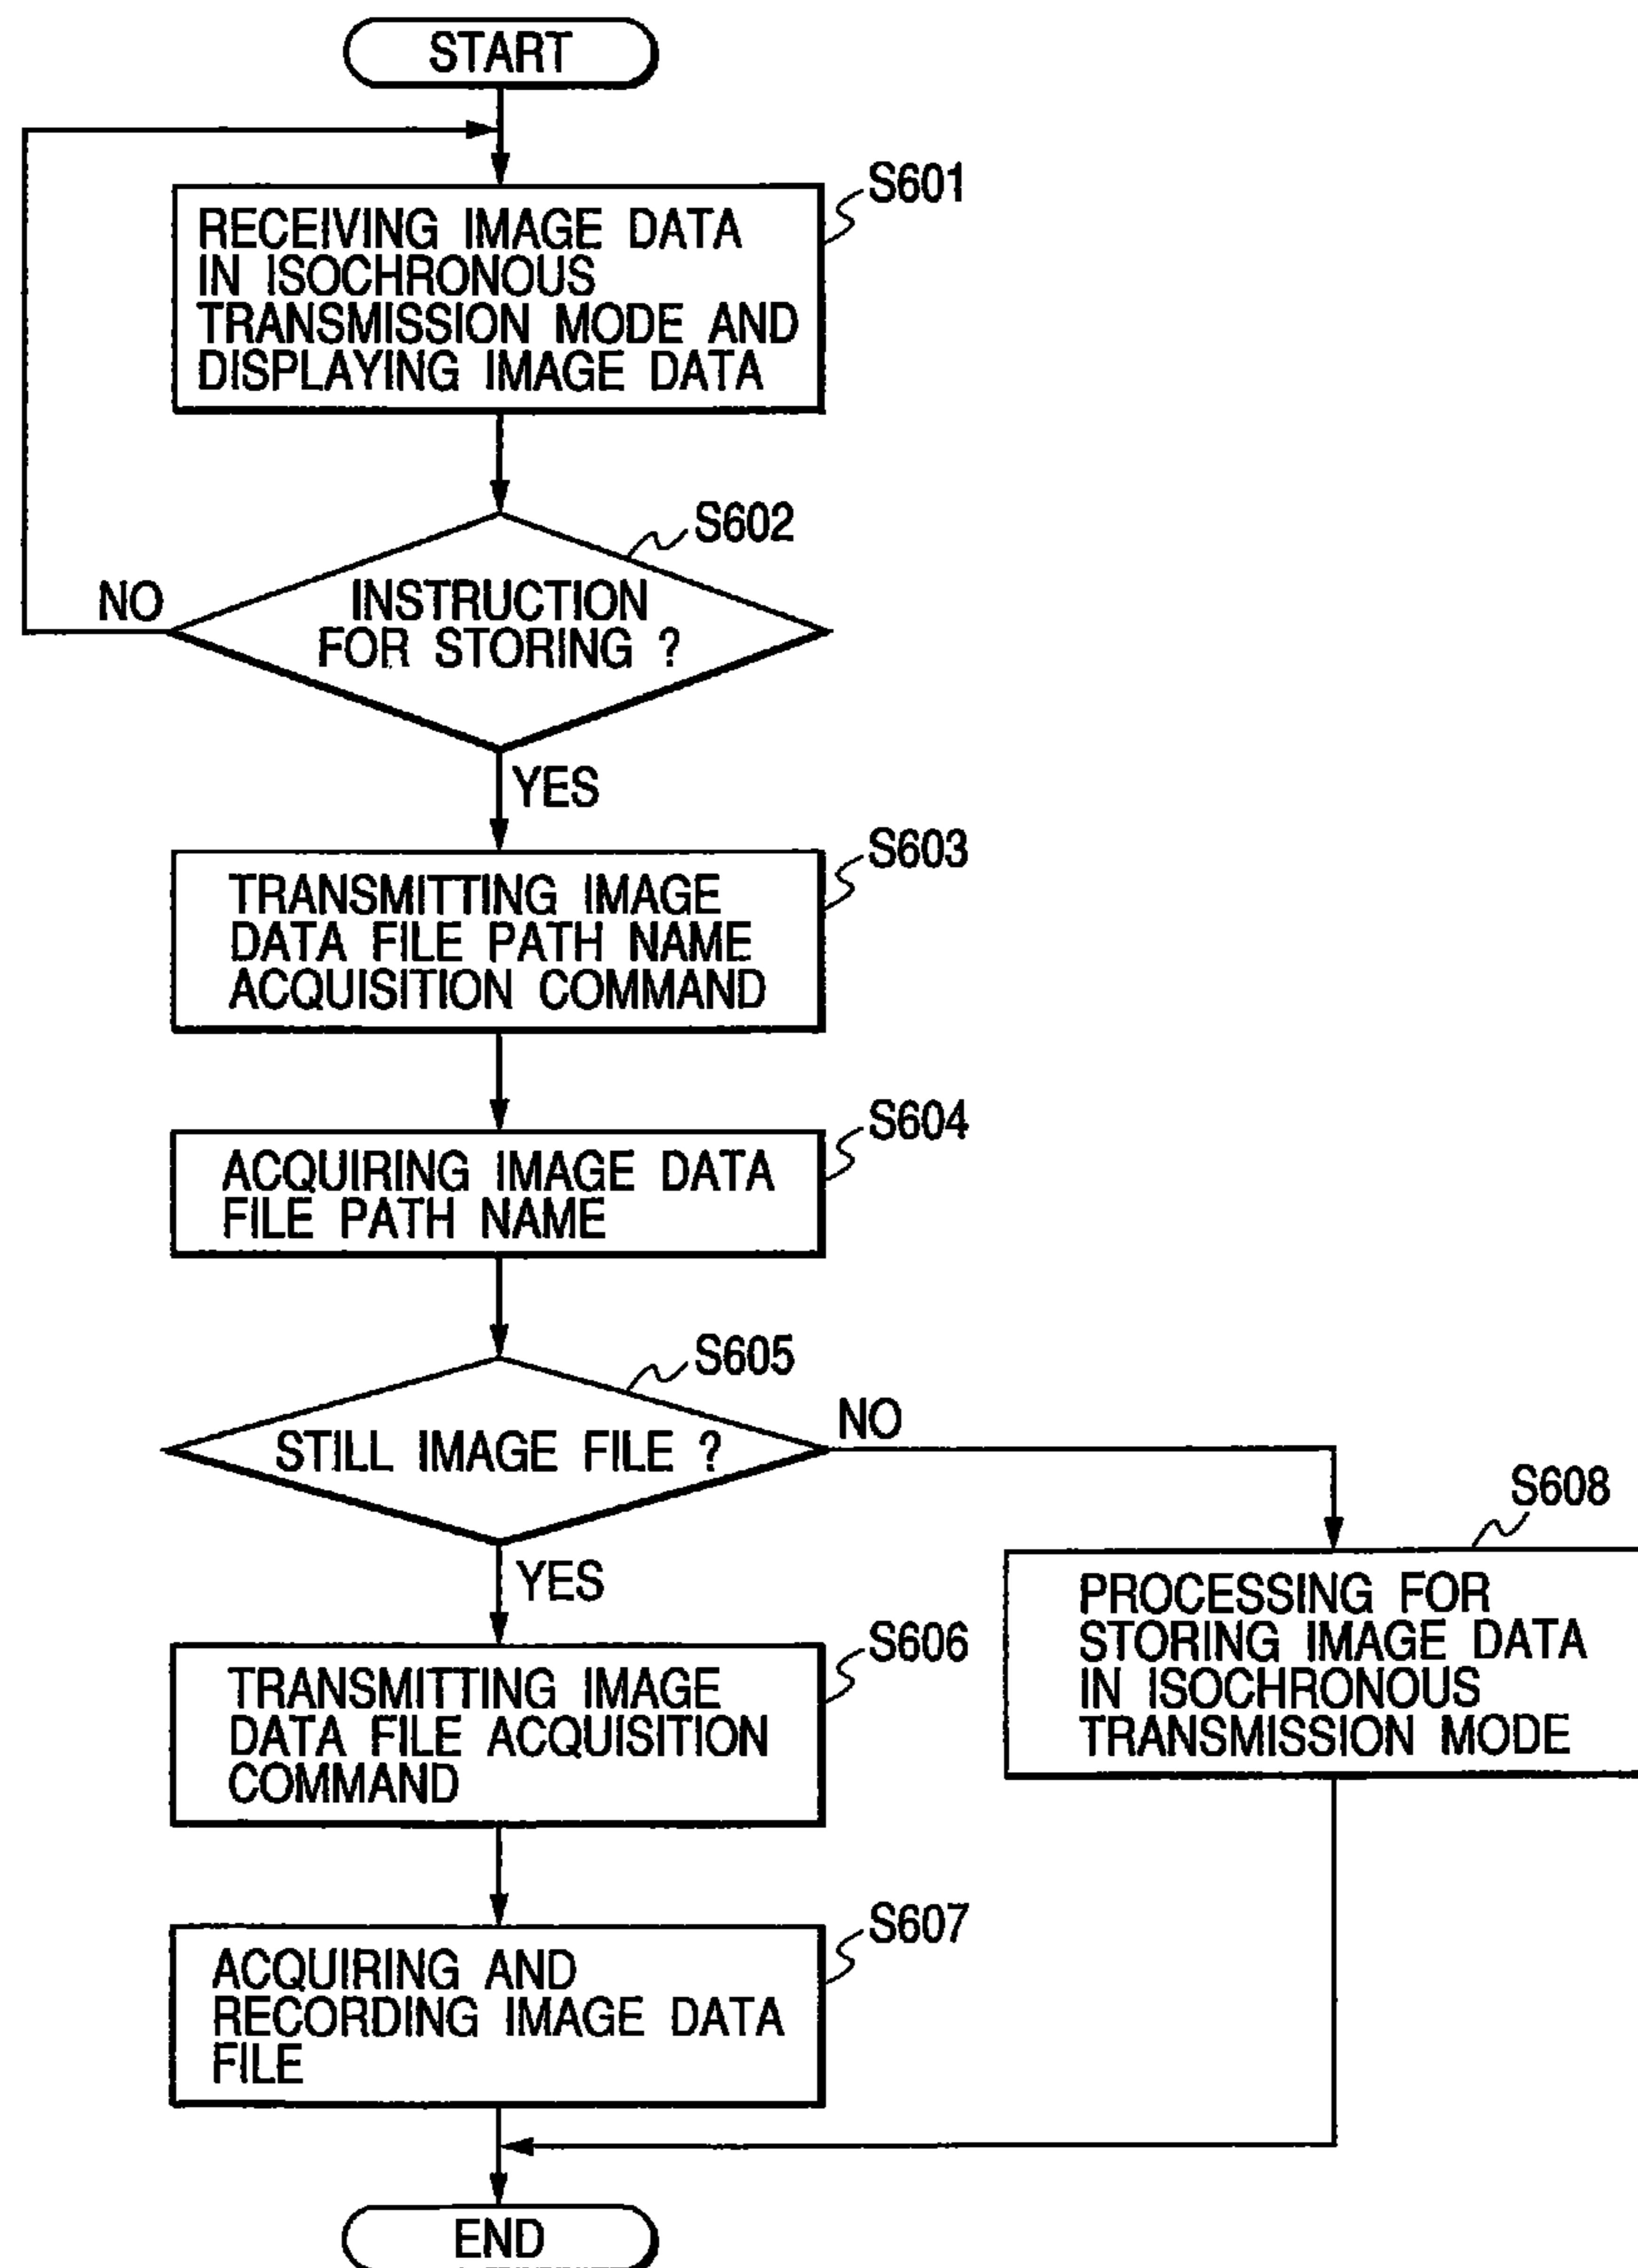 START
S601
RECEIVING IMAGE DATA
IN ISOCHRONOUS
TRANSMISSION MODE AND
DISPLAYING IMAGE DATA
S602
NO
INSTRUCTION
FOR STORING ?
YES
S603
TRANSMITTING IMAGE
DATA FILE PATH NAME
ACQUISITION COMMAND
S604
ACQUIRING IMAGE DATA
FILE PATH NAME
S605
NO
STILL IMAGE FILE ?
S608
YES
PROCESSING FOR
STORING IMAGE DATA
IN ISOCHRONOUS
TRANSMISSION MODE
S606
TRANSMITTING IMAGE
DATA FILE ACQUISITION
COMMAND
S607
ACQUIRING AND
RECORDING IMAGE DATA
FILE
END